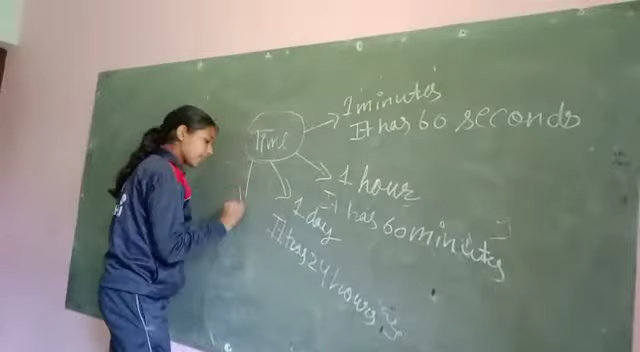 Time
1 minutes
It has 60 seconds
1 hour
It has 60 minutes
1 day
It has 24 hours